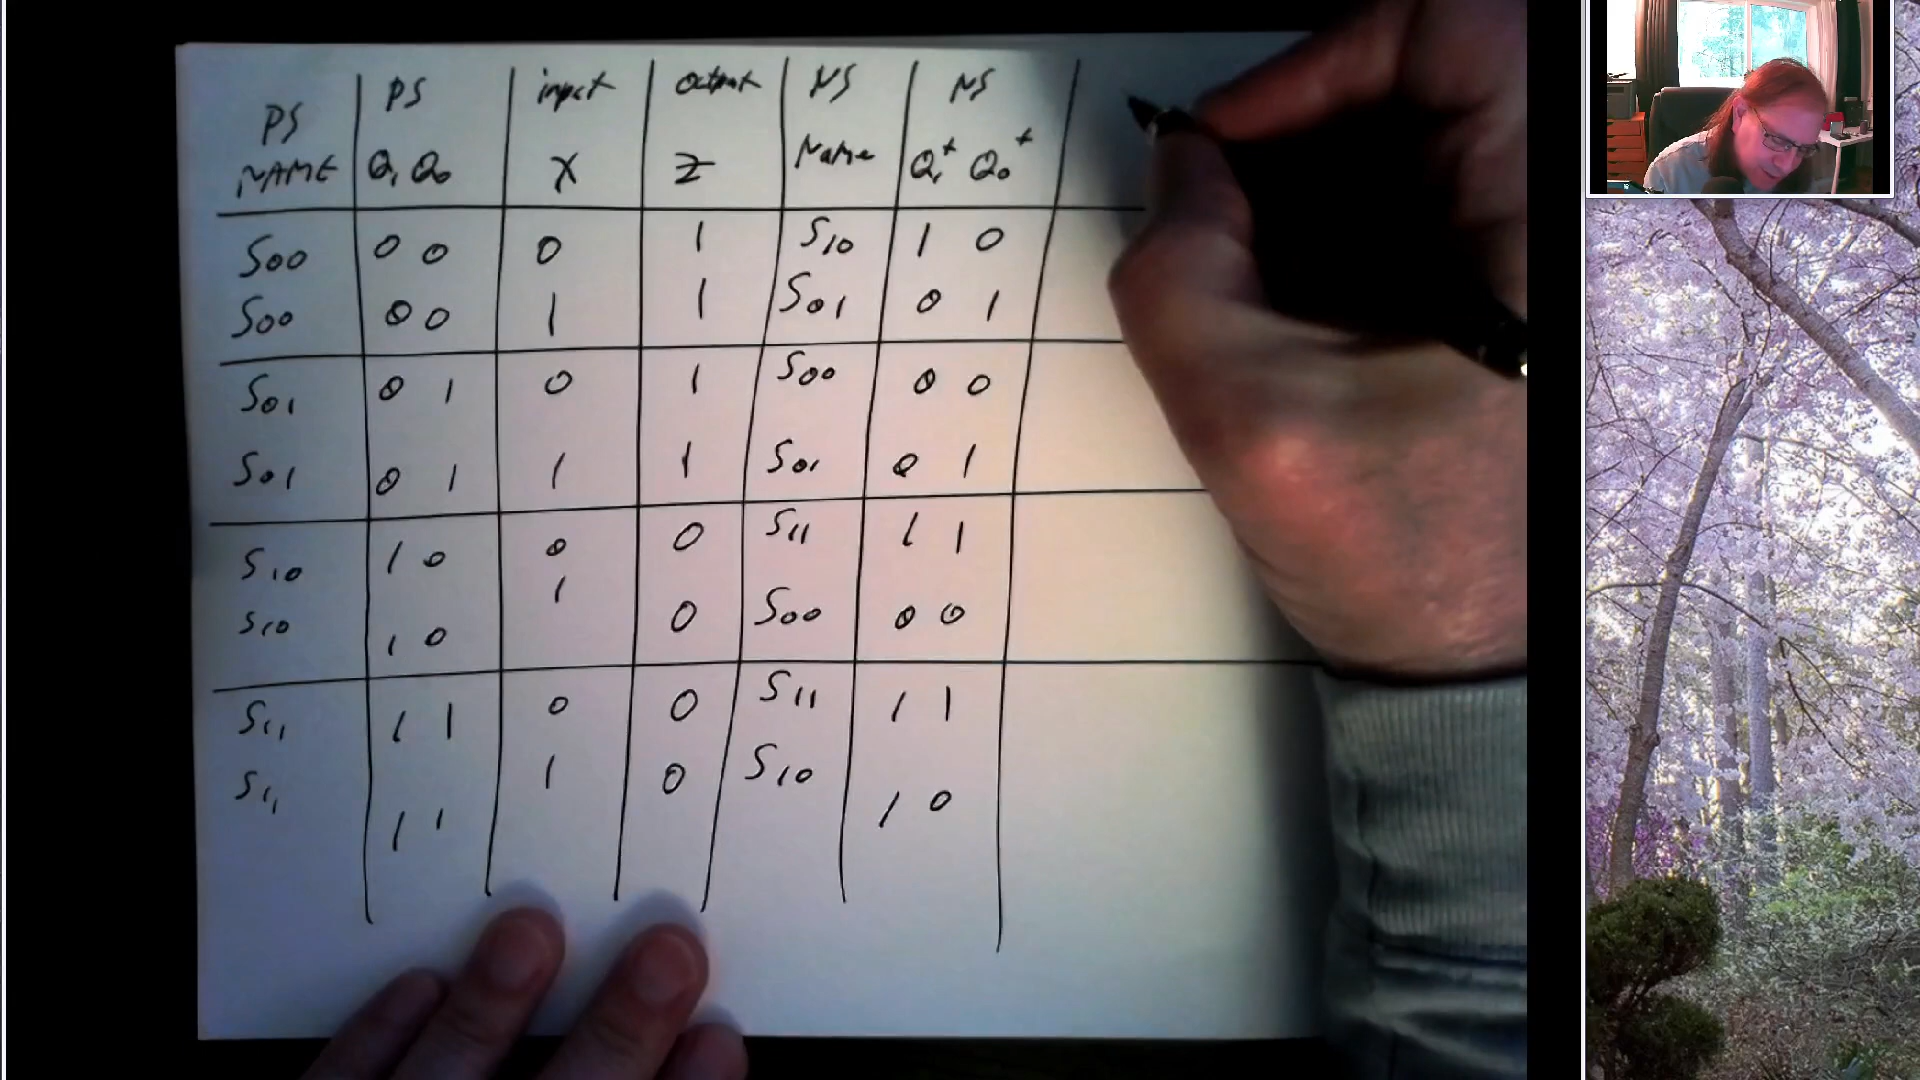 PS NAME | PS Q₁ Q₀ | input X | output Z | NS Name | NS Q₁⁺ Q₀⁺
S00 | 0 0 | 0 | 1 | S10 | 1 0
S00 | 0 0 | 1 | 1 | S01 | 0 1
S01 | 0 1 | 0 | 1 | S00 | 0 0
S01 | 0 1 | 1 | 1 | S01 | 0 1
S10 | 1 0 | 0 | 0 | S11 | 1 1
S10 | 1 0 | 1 | 0 | S00 | 0 0
S11 | 1 1 | 0 | 0 | S11 | 1 1
S11 | 1 1 | 1 | 0 | S10 | 1 0